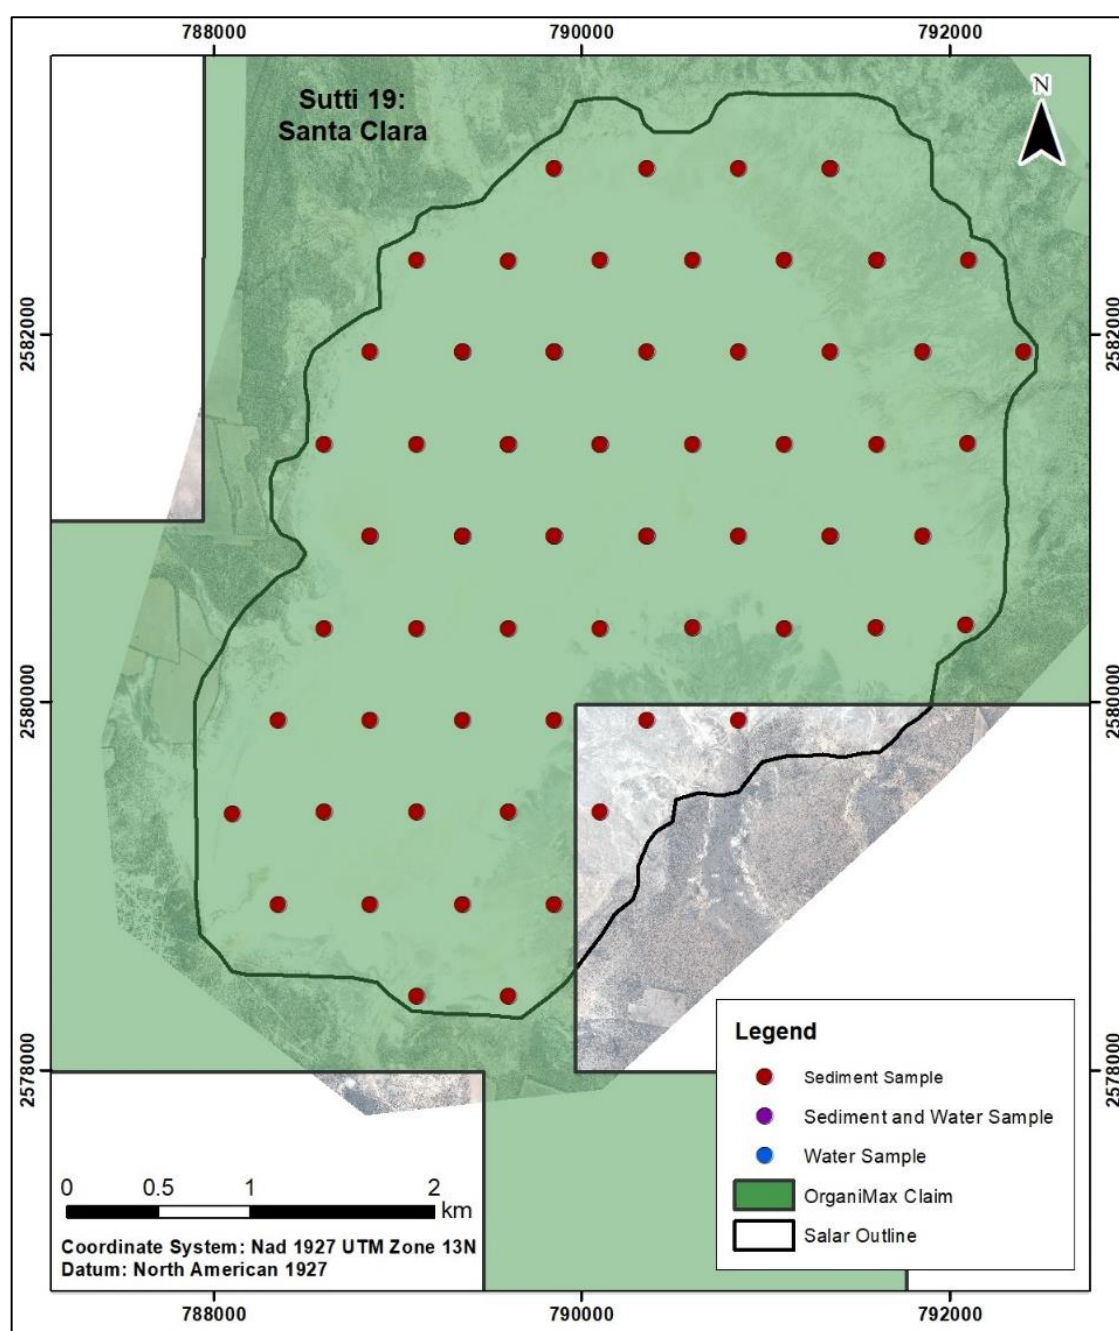 788000 790000 792000
Sutti 19:
Santa Clara
N
2582000 2582000
2580000 2580000
2578000 2578000
Legend
Sediment Sample
Sediment and Water Sample
Water Sample
OrganiMax Claim
Salar Outline
0 0.5 1 2
km
Coordinate System: Nad 1927 UTM Zone 13N
Datum: North American 1927
788000 790000 792000